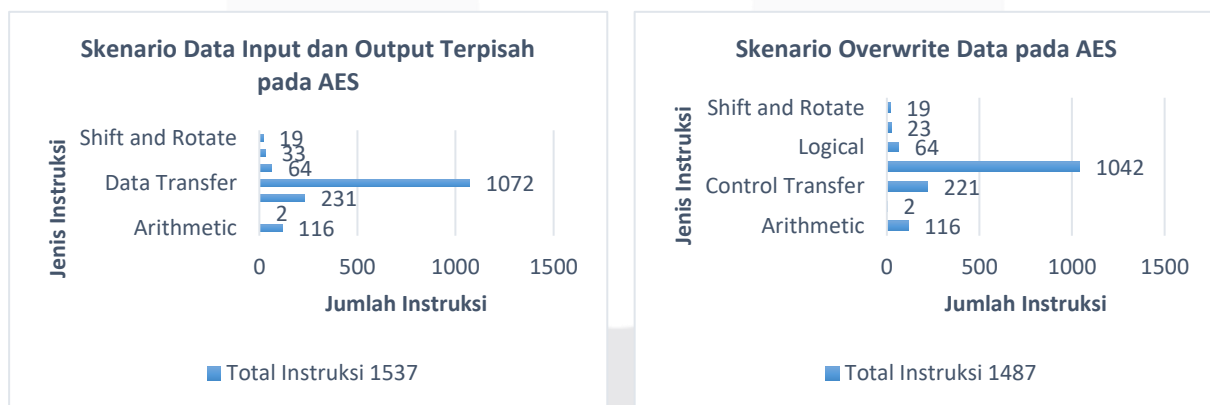 Skenario Data Input dan Output Terpisah
pada AES
Jenis Instruksi
Shift and Rotate
19
33
64
Data Transfer
1072
231
2
Arithmetic
116
0
500
1000
1500
Jumlah Instruksi
Total Instruksi 1537
Skenario Overwrite Data pada AES
Jenis Instruksi
Shift and Rotate
19
23
Logical
64
1042
Control Transfer
221
2
Arithmetic
116
0
500
1000
1500
Jumlah Instruksi
Total Instruksi 1487